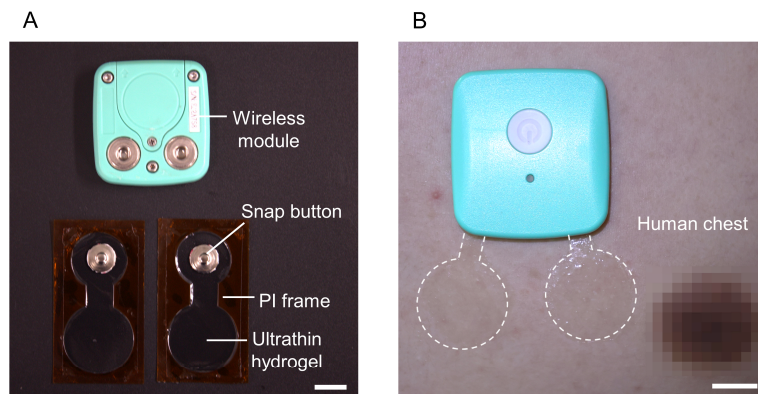 A
B
Wireless
module
Snap button
PI frame
Ultrathin
hydrogel
Human chest